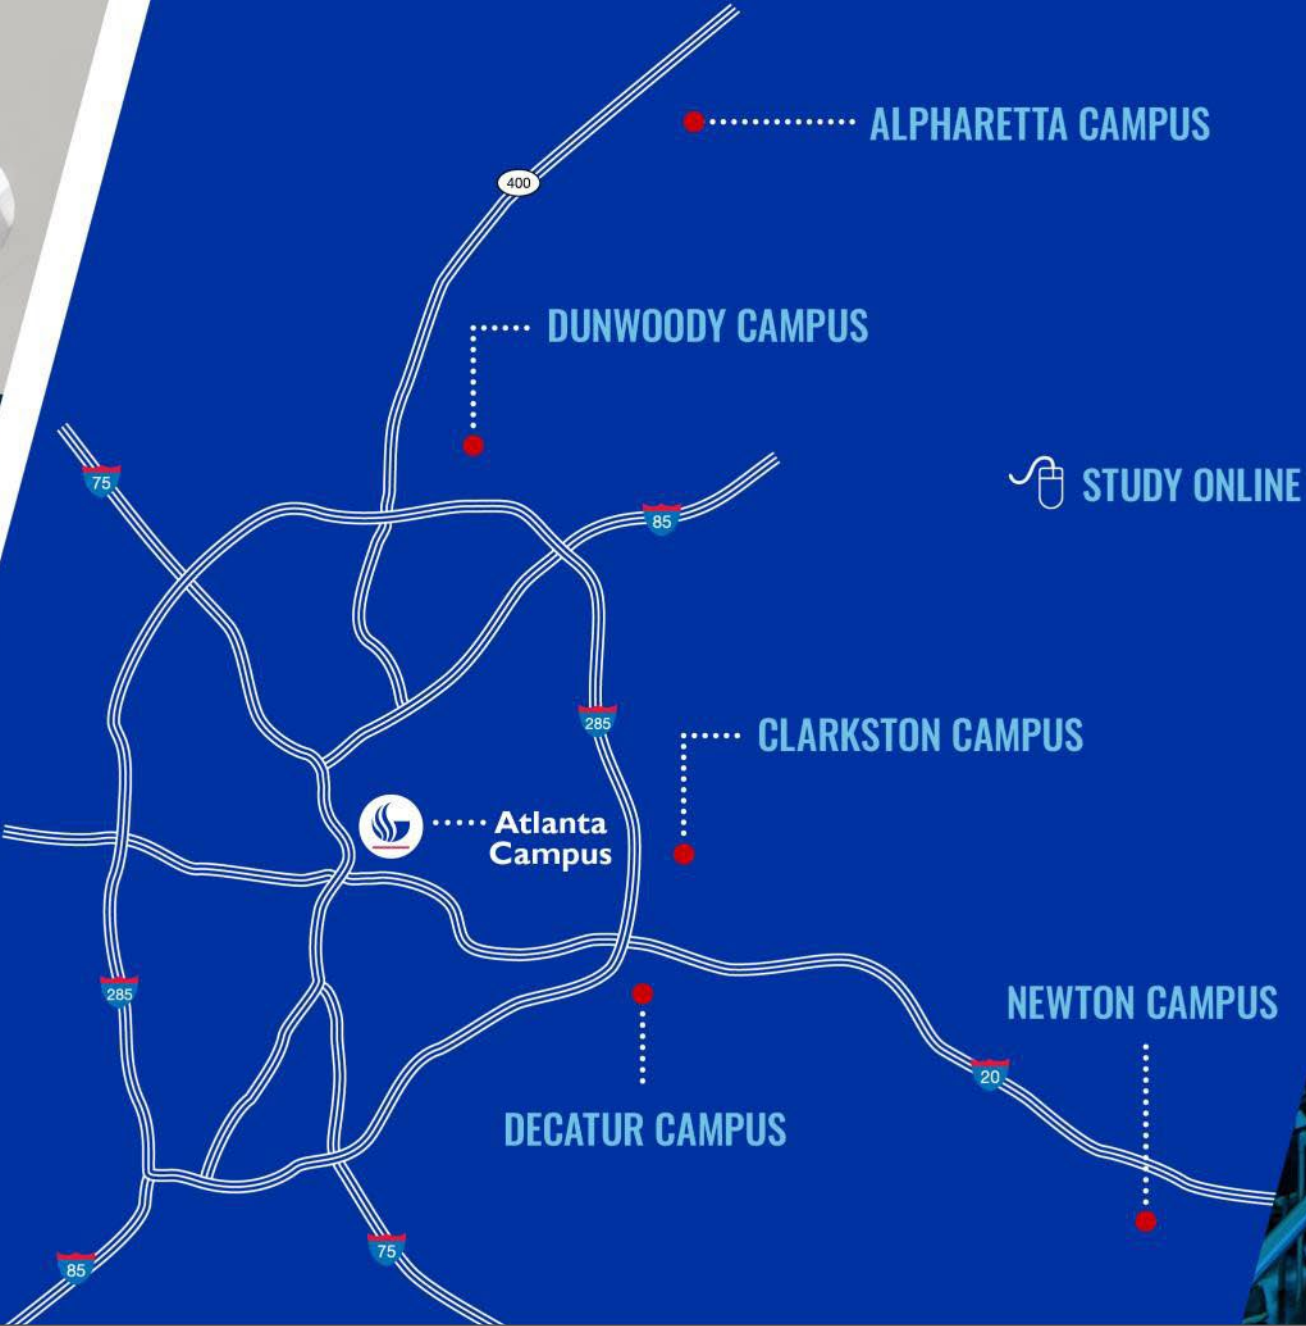 ALPHARETTA CAMPUS
400
DUNWOODY CAMPUS
75
STUDY ONLINE
85
285
CLARKSTON CAMPUS
Atlanta
Campus
285
NEWTON CAMPUS
20
DECATUR CAMPUS
75
85